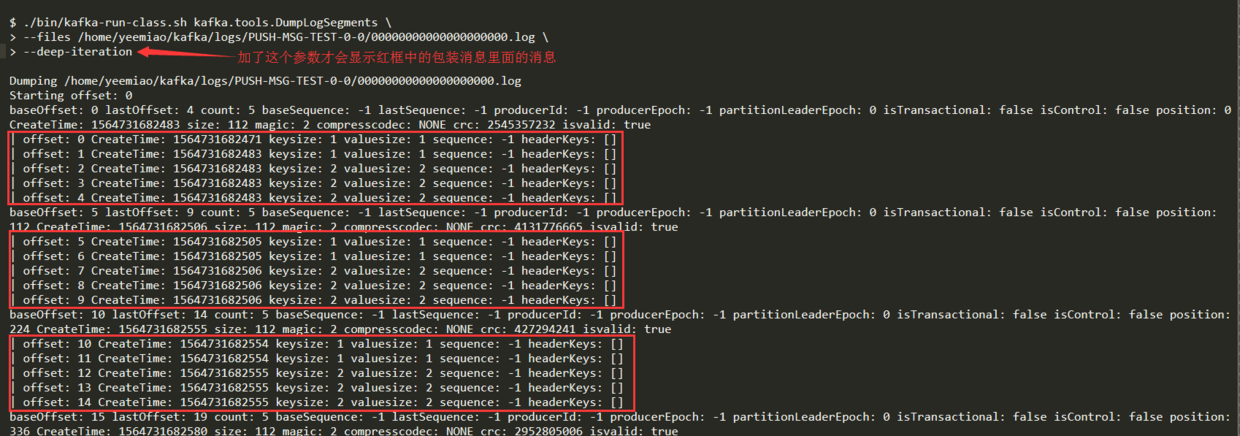 $ ./bin/kafka-run-class.sh kafka.tools.DumpLogSegments \
> --files /home/yeemiao/kafka/logs/PUSH-MSG-TEST-0-0/00000000000000000000.log \
> --deep-iteration 加了这个参数才会显示红框中的包装消息里面的消息
Dumping /home/yeemiao/kafka/logs/PUSH-MSG-TEST-0-0/00000000000000000000.log
Starting offset: 0
baseOffset: 0 lastOffset: 4 count: 5 baseSequence: -1 lastSequence: -1 producerId: -1 producerEpoch: -1 partitionLeaderEpoch: 0 isTransactional: false isControl: false position: 0
CreateTime: 1564731682483 size: 112 magic: 2 compresscodec: NONE crc: 2545357232 isvalid: true
| offset: 0 CreateTime: 1564731682471 keysize: 1 valuesize: 1 sequence: -1 headerKeys: []
| offset: 1 CreateTime: 1564731682483 keysize: 1 valuesize: 1 sequence: -1 headerKeys: []
| offset: 2 CreateTime: 1564731682483 keysize: 2 valuesize: 2 sequence: -1 headerKeys: []
| offset: 3 CreateTime: 1564731682483 keysize: 2 valuesize: 2 sequence: -1 headerKeys: []
| offset: 4 CreateTime: 1564731682483 keysize: 2 valuesize: 2 sequence: -1 headerKeys: []
baseOffset: 5 lastOffset: 9 count: 5 baseSequence: -1 lastSequence: -1 producerId: -1 producerEpoch: -1 partitionLeaderEpoch: 0 isTransactional: false isControl: false position:
112 CreateTime: 1564731682506 size: 112 magic: 2 compresscodec: NONE crc: 4131776665 isvalid: true
| offset: 5 CreateTime: 1564731682505 keysize: 1 valuesize: 1 sequence: -1 headerKeys: []
| offset: 6 CreateTime: 1564731682505 keysize: 1 valuesize: 1 sequence: -1 headerKeys: []
| offset: 7 CreateTime: 1564731682506 keysize: 2 valuesize: 2 sequence: -1 headerKeys: []
| offset: 8 CreateTime: 1564731682506 keysize: 2 valuesize: 2 sequence: -1 headerKeys: []
| offset: 9 CreateTime: 1564731682506 keysize: 2 valuesize: 2 sequence: -1 headerKeys: []
baseOffset: 10 lastOffset: 14 count: 5 baseSequence: -1 lastSequence: -1 producerId: -1 producerEpoch: -1 partitionLeaderEpoch: 0 isTransactional: false isControl: false position:
224 CreateTime: 1564731682555 size: 112 magic: 2 compresscodec: NONE crc: 427294241 isvalid: true
| offset: 10 CreateTime: 1564731682554 keysize: 1 valuesize: 1 sequence: -1 headerKeys: []
| offset: 11 CreateTime: 1564731682554 keysize: 1 valuesize: 1 sequence: -1 headerKeys: []
| offset: 12 CreateTime: 1564731682555 keysize: 2 valuesize: 2 sequence: -1 headerKeys: []
| offset: 13 CreateTime: 1564731682555 keysize: 2 valuesize: 2 sequence: -1 headerKeys: []
| offset: 14 CreateTime: 1564731682555 keysize: 2 valuesize: 2 sequence: -1 headerKeys: []
baseOffset: 15 lastOffset: 19 count: 5 baseSequence: -1 lastSequence: -1 producerId: -1 producerEpoch: -1 partitionLeaderEpoch: 0 isTransactional: false isControl: false position:
336 CreateTime: 1564731682580 size: 112 magic: 2 compresscodec: NONE crc: 2952805006 isvalid: true